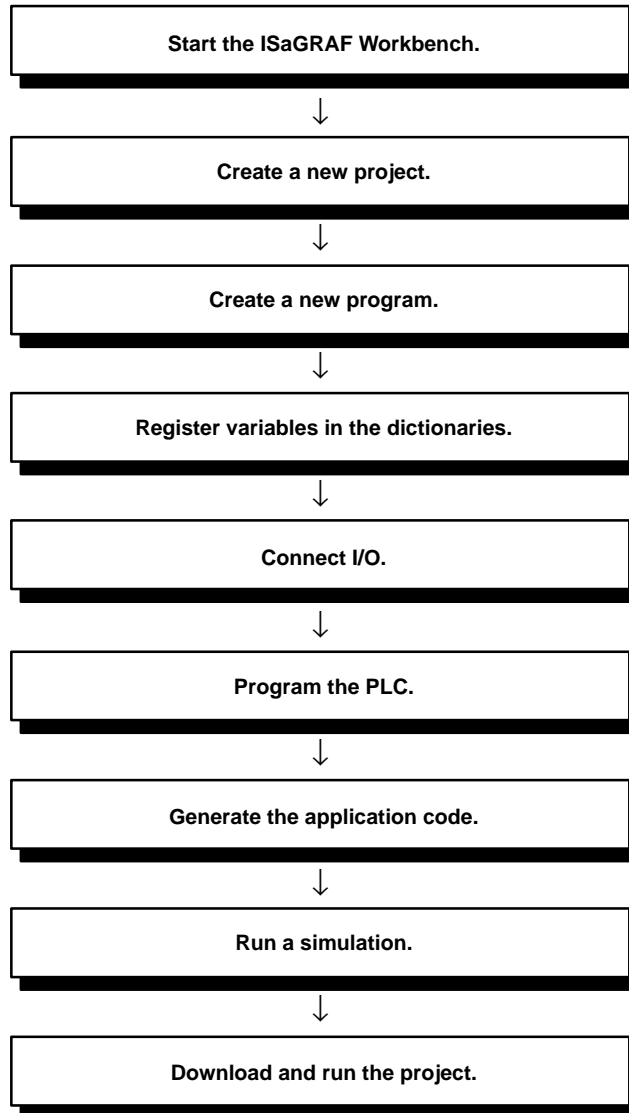 Start the ISaGRAF Workbench.
↓
Create a new project.
↓
Create a new program.
↓
Register variables in the dictionaries.
↓
Connect I/O.
↓
Program the PLC.
↓
Generate the application code.
↓
Run a simulation.
↓
Download and run the project.